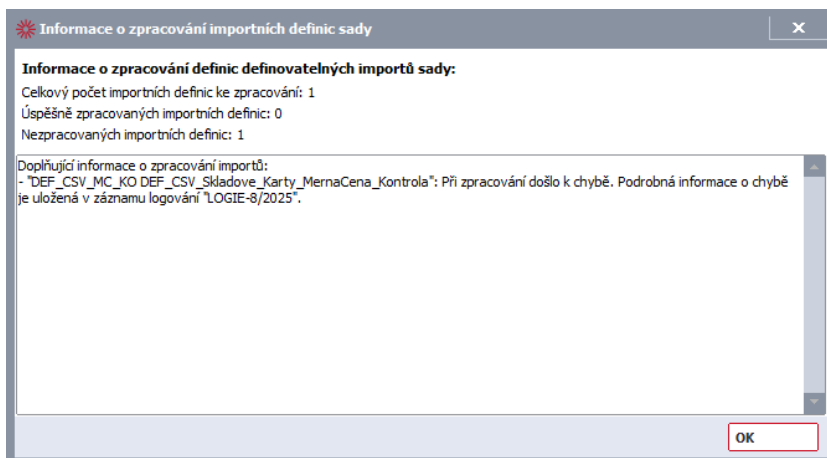 Informace o zpracování importních definic sady
Informace o zpracování definic definovatelných importů sady:
Celkový počet importních definic ke zpracování: 1
Úspěšně zpracovaných importních definic: 0
Nezpracovaných importních definic: 1
Doplňující informace o zpracování importů:
- "DEF_CSV_MC_KO DEF_CSV_Skladove_Karty_MernaCena_Kontrola": Při zpracování došlo k chybě. Podrobná informace o chybě
je uložená v záznamu logování "LOGIE-8/2025".
OK